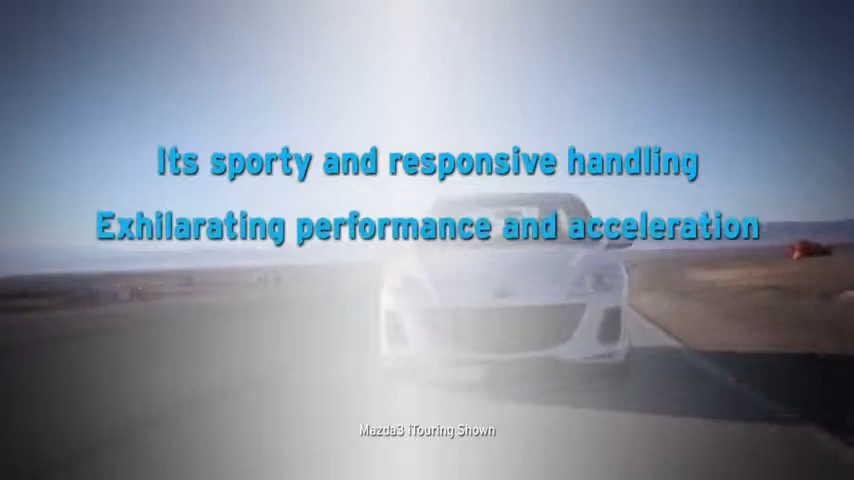 Its sporty and responsive handling
Exhilarating performance and acceleration
Mazda3 iTouring Shown